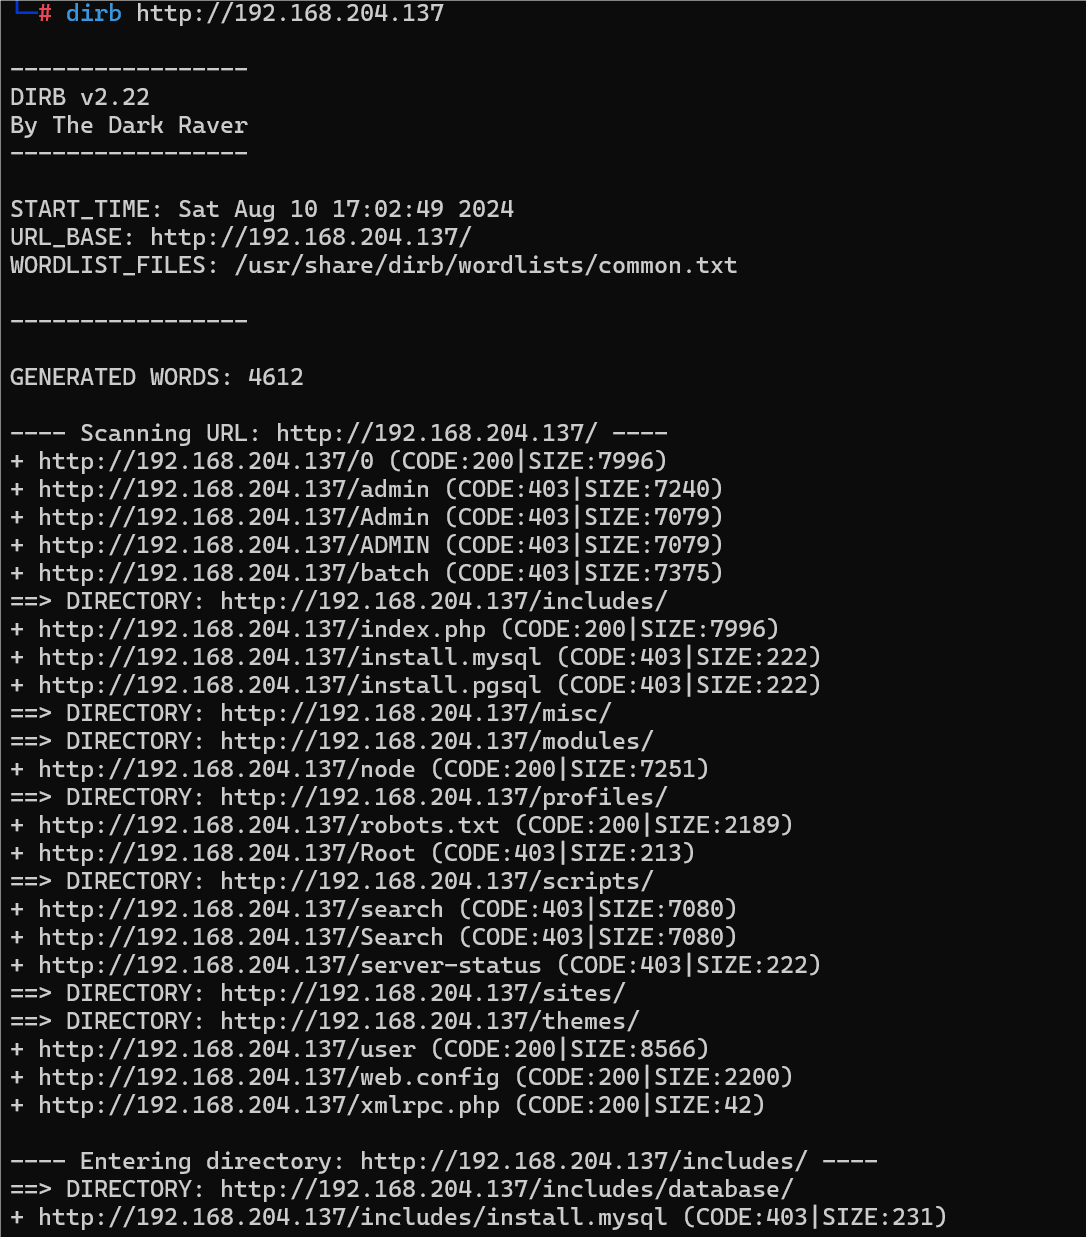 └─# dirb http://192.168.204.137
-----------------
DIRB v2.22
By The Dark Raver
-----------------
START_TIME: Sat Aug 10 17:02:49 2024
URL_BASE: http://192.168.204.137/
WORDLIST_FILES: /usr/share/dirb/wordlists/common.txt
-----------------
GENERATED WORDS: 4612
---- Scanning URL: http://192.168.204.137/ ----
+ http://192.168.204.137/0 (CODE:200|SIZE:7996)
+ http://192.168.204.137/admin (CODE:403|SIZE:7240)
+ http://192.168.204.137/Admin (CODE:403|SIZE:7079)
+ http://192.168.204.137/ADMIN (CODE:403|SIZE:7079)
+ http://192.168.204.137/batch (CODE:403|SIZE:7375)
==> DIRECTORY: http://192.168.204.137/includes/
+ http://192.168.204.137/index.php (CODE:200|SIZE:7996)
+ http://192.168.204.137/install.mysql (CODE:403|SIZE:222)
+ http://192.168.204.137/install.pgsql (CODE:403|SIZE:222)
==> DIRECTORY: http://192.168.204.137/misc/
==> DIRECTORY: http://192.168.204.137/modules/
+ http://192.168.204.137/node (CODE:200|SIZE:7251)
==> DIRECTORY: http://192.168.204.137/profiles/
+ http://192.168.204.137/robots.txt (CODE:200|SIZE:2189)
+ http://192.168.204.137/Root (CODE:403|SIZE:213)
==> DIRECTORY: http://192.168.204.137/scripts/
+ http://192.168.204.137/search (CODE:403|SIZE:7080)
+ http://192.168.204.137/Search (CODE:403|SIZE:7080)
+ http://192.168.204.137/server-status (CODE:403|SIZE:222)
==> DIRECTORY: http://192.168.204.137/sites/
==> DIRECTORY: http://192.168.204.137/themes/
+ http://192.168.204.137/user (CODE:200|SIZE:8566)
+ http://192.168.204.137/web.config (CODE:200|SIZE:2200)
+ http://192.168.204.137/xmlrpc.php (CODE:200|SIZE:42)
---- Entering directory: http://192.168.204.137/includes/ ----
==> DIRECTORY: http://192.168.204.137/includes/database/
+ http://192.168.204.137/includes/install.mysql (CODE:403|SIZE:231)